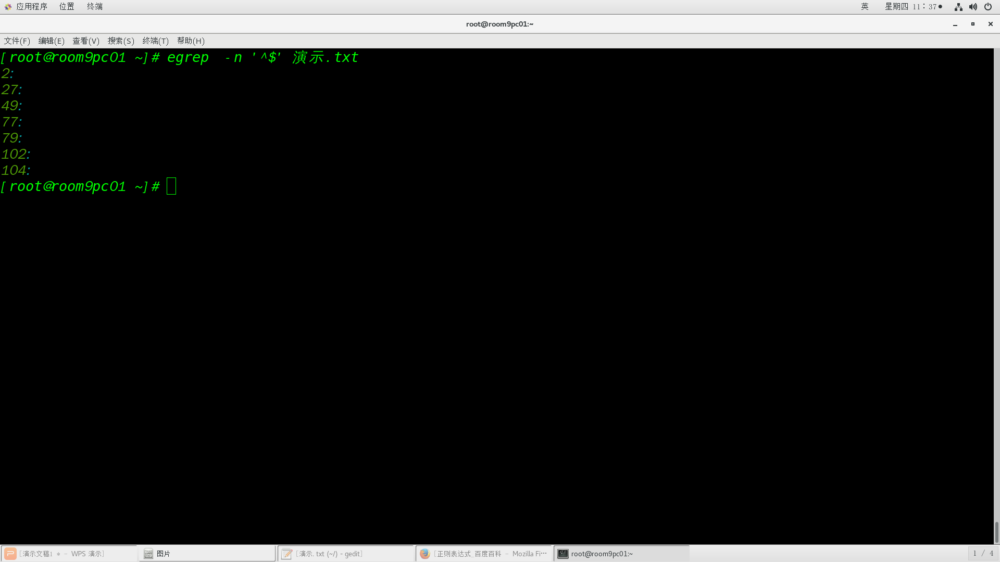 应用程序 位置 终端 英 星期四 11：37●
root@room9pc01:~
文件(F) 编辑(E) 查看(V) 搜索(S) 终端(T) 帮助(H)
[root@room9pc01 ~]# egrep  -n '^$' 演示.txt
2:
27:
49:
77:
79:
102:
104:
[root@room9pc01 ~]#
[演示文稿1 * - WPS 演示] 图片 [演示.txt (~/) - gedit] [正则表达式_百度百科 - Mozilla Fi… root@room9pc01:~ 1 / 4